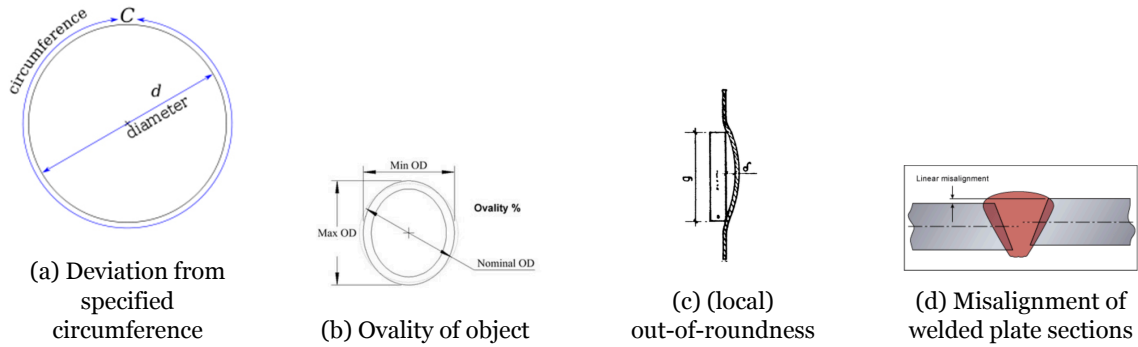 C
circumference
d
diameter
(a) Deviation from
specified
circumference
Min OD
Ovality %
Max OD
Nominal OD
(b) Ovality of object
g
(c) (local)
out-of-roundness
Linear misalignment
(d) Misalignment of
welded plate sections